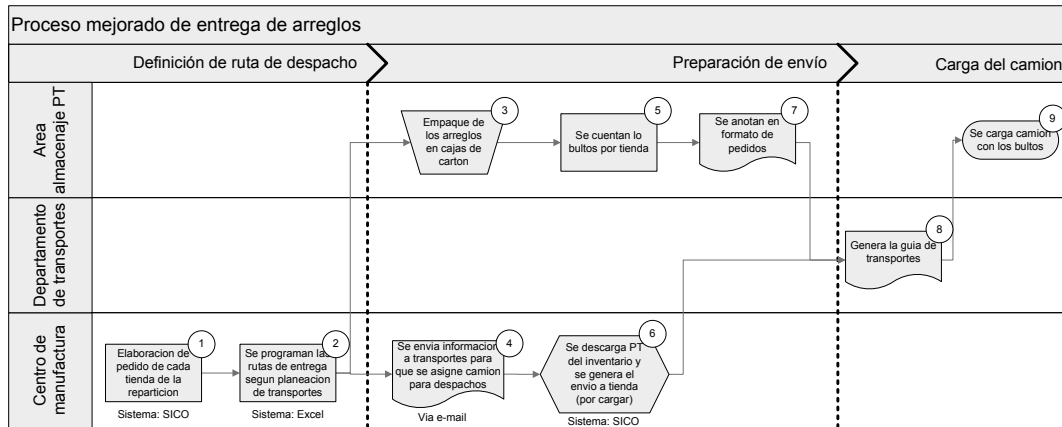 Proceso mejorado de entrega de arreglos
Definición de ruta de despacho
Preparación de envío
Carga del camion
Area
almacenaje PT
3
Empaque de
los arreglos
en cajas de
carton
5
Se cuentan lo
bultos por tienda
7
Se anotan en
formato de
pedidos
9
Se carga camion
con los bultos
Departamento
de transportes
8
Genera la guia de
transportes
Centro de
manufactura
1
Elaboracion de
pedido de cada
tienda de la
reparticion
Sistema: SICO
2
Se programan las
rutas de entrega
segun planeacion
de transportes
Sistema: Excel
4
Se envia informacion
a transportes para
que se asigne camion
para despachos
Via e-mail
6
Se descarga PT
del inventario y
se genera el
envio a tienda
(por cargar)
Sistema: SICO